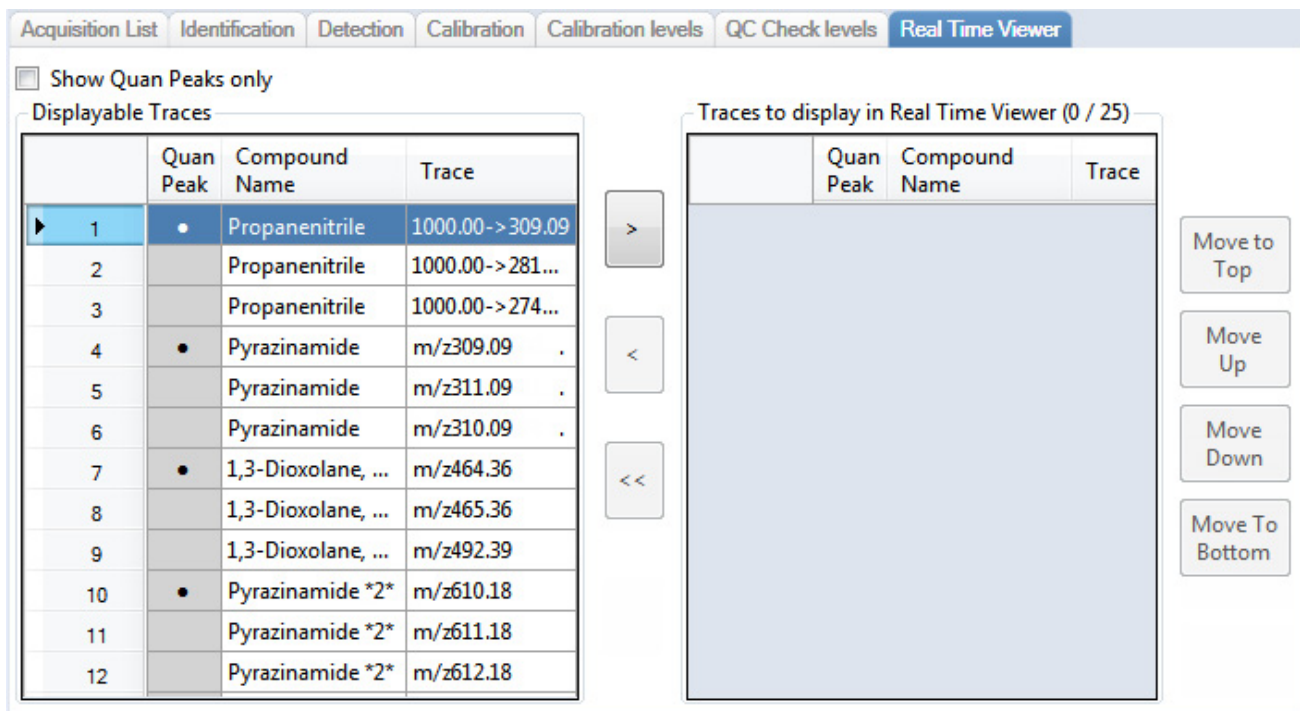 Acquisition List Identification Detection Calibration Calibration levels QC Check levels Real Time Viewer
Show Quan Peaks only
Displayable Traces
Quan Peak Compound Name Trace
1 • Propanenitrile 1000.00->309.09
2 Propanenitrile 1000.00->281...
3 Propanenitrile 1000.00->274...
4 • Pyrazinamide m/z309.09 .
5 Pyrazinamide m/z311.09 .
6 Pyrazinamide m/z310.09 .
7 • 1,3-Dioxolane, ... m/z464.36
8 1,3-Dioxolane, ... m/z465.36
9 1,3-Dioxolane, ... m/z492.39
10 • Pyrazinamide *2* m/z610.18
11 Pyrazinamide *2* m/z611.18
12 Pyrazinamide *2* m/z612.18
>
<
<<
Traces to display in Real Time Viewer (0 / 25)
Quan Peak Compound Name Trace
Move to
Top
Move
Up
Move
Down
Move To
Bottom